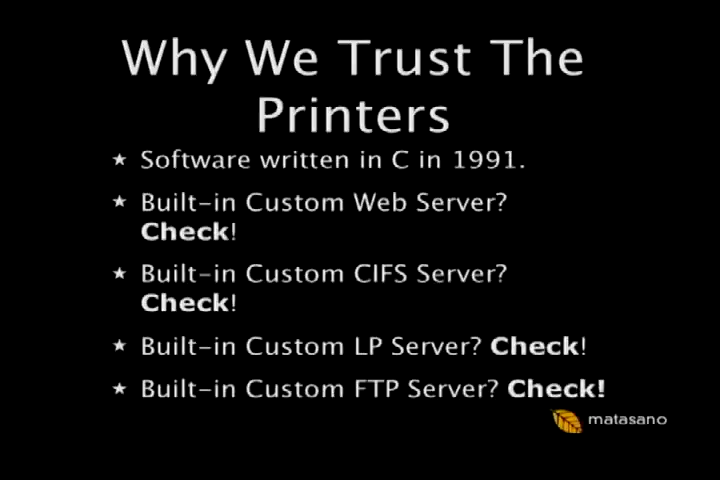 Why We Trust The
Printers
★ Software written in C in 1991.
★ Built-in Custom Web Server?
Check!
★ Built-in Custom CIFS Server?
Check!
★ Built-in Custom LP Server? Check!
★ Built-in Custom FTP Server? Check!
matasano